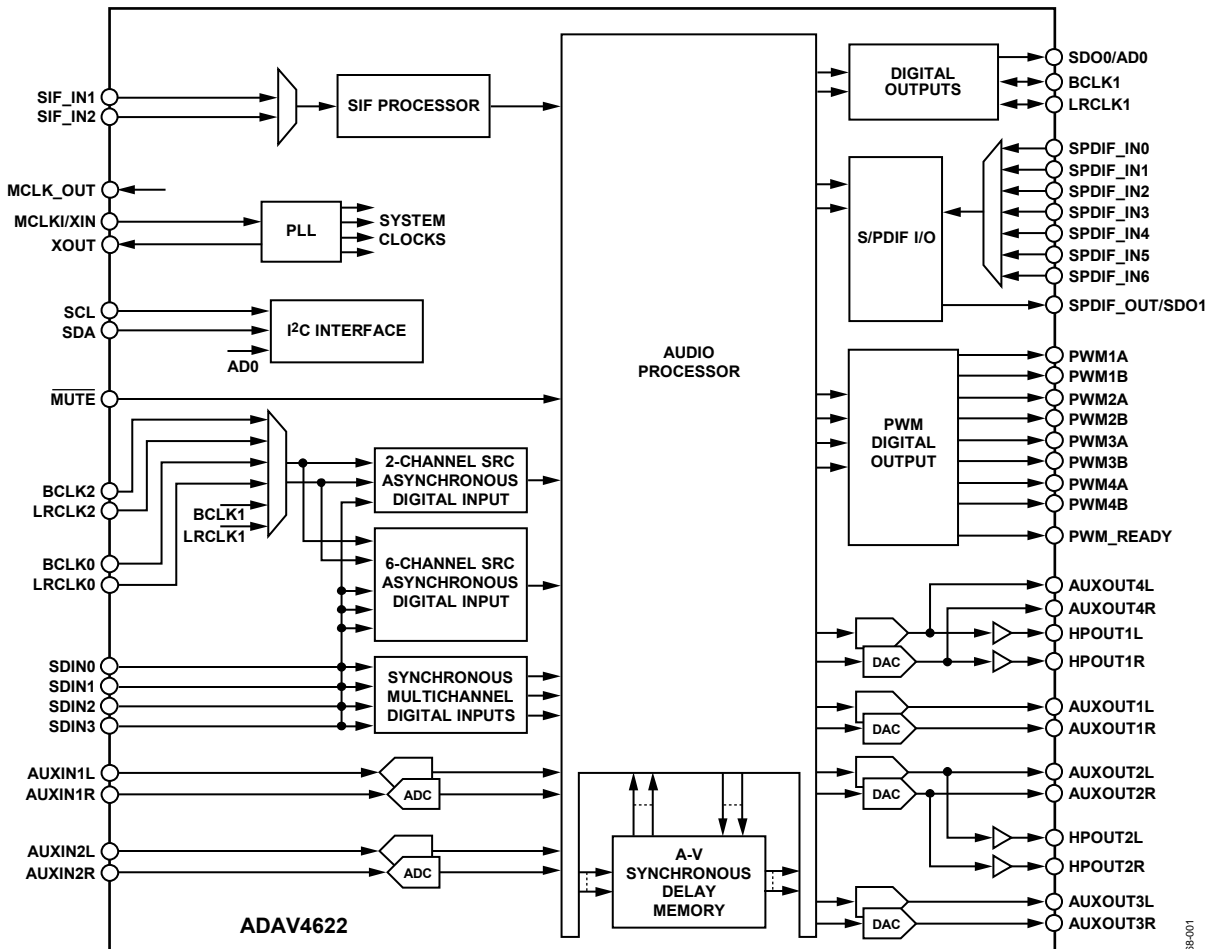 SIF_IN1
SIF_IN2
SIF PROCESSOR
MCLK_OUT
MCLKI/XIN
XOUT
PLL
SYSTEM
CLOCKS
SCL
SDA
I2C INTERFACE
AD0
MUTE
BCLK2
LRCLK2
BCLK1
LRCLK1
BCLK0
LRCLK0
2-CHANNEL SRC
ASYNCHRONOUS
DIGITAL INPUT
6-CHANNEL SRC
ASYNCHRONOUS
DIGITAL INPUT
SDIN0
SDIN1
SDIN2
SDIN3
SYNCHRONOUS
MULTICHANNEL
DIGITAL INPUTS
AUXIN1L
AUXIN1R
ADC
AUXIN2L
AUXIN2R
ADC
ADAV4622
AUDIO
PROCESSOR
A-V
SYNCHRONOUS
DELAY
MEMORY
DIGITAL
OUTPUTS
SDO0/AD0
BCLK1
LRCLK1
S/PDIF I/O
SPDIF_IN0
SPDIF_IN1
SPDIF_IN2
SPDIF_IN3
SPDIF_IN4
SPDIF_IN5
SPDIF_IN6
SPDIF_OUT/SDO1
PWM
DIGITAL
OUTPUT
PWM1A
PWM1B
PWM2A
PWM2B
PWM3A
PWM3B
PWM4A
PWM4B
PWM_READY
AUXOUT4L
AUXOUT4R
HPOUT1L
HPOUT1R
DAC
AUXOUT1L
AUXOUT1R
DAC
AUXOUT2L
AUXOUT2R
DAC
HPOUT2L
HPOUT2R
AUXOUT3L
AUXOUT3R
DAC